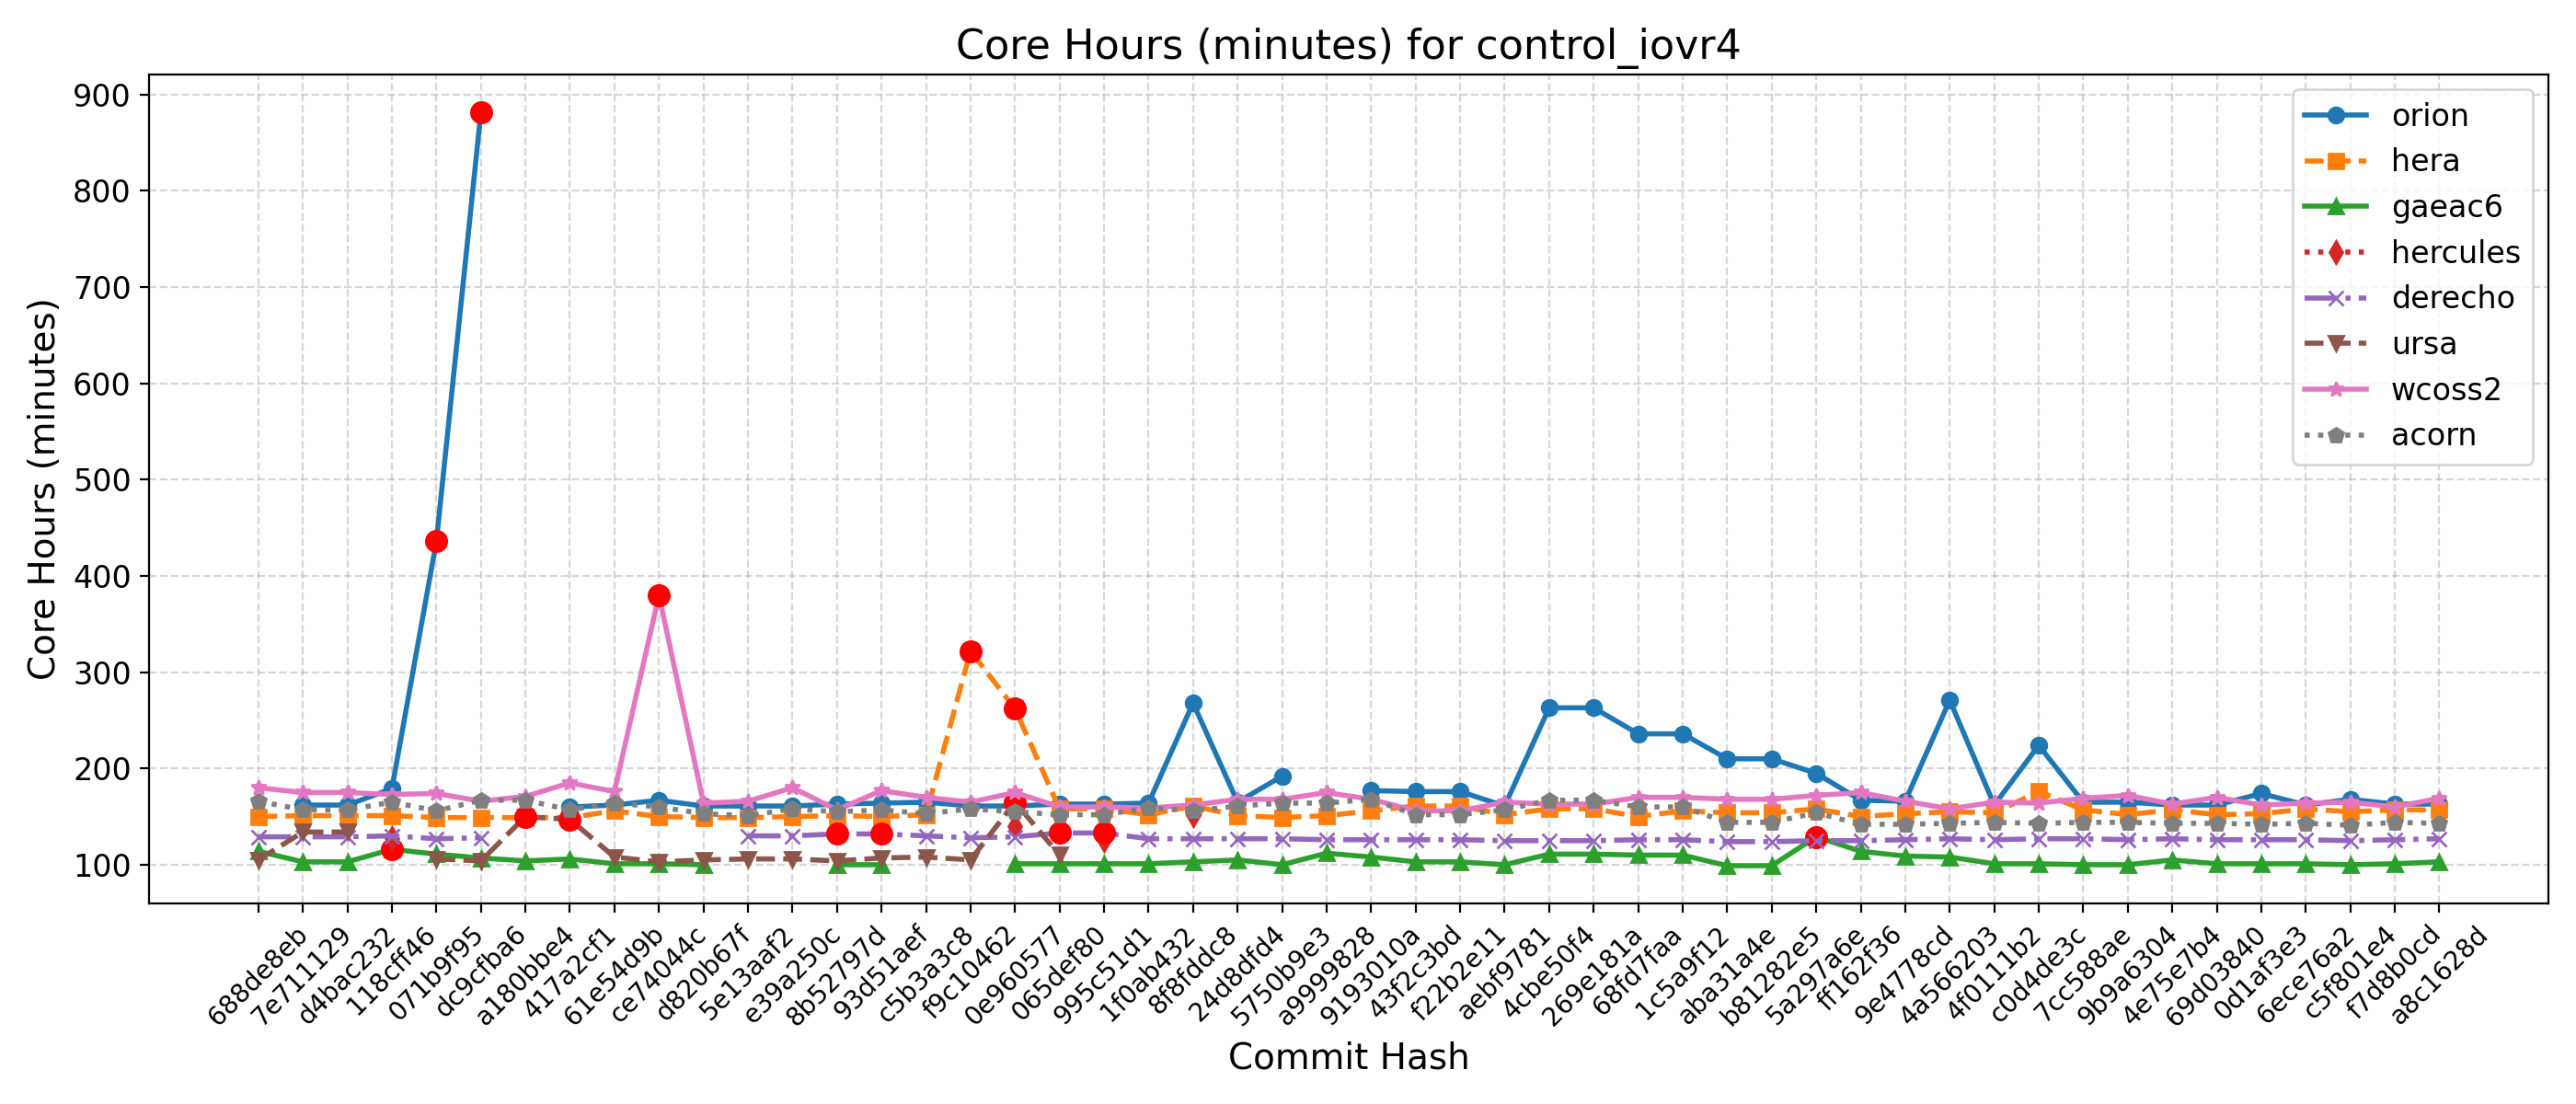 Core Hours (minutes) for control_iovr4
Core Hours (minutes)
900
800
700
600
500
400
300
200
100
orion
hera
gaeac6
hercules
derecho
ursa
wcoss2
acorn
688de8eb
7e711129
d4bac232
118cff46
071b9f95
dc9cfba6
a180bbe4
417a2cf1
61e54d9b
ce74044c
d820b67f
5e13aaf2
e39a250c
8b52797d
93d51aef
c5b3a3c8
f9c10462
0e960577
065def80
995c51d1
1f0ab432
8f8fddc8
24d8dfd4
5750b9e3
a9999828
9193010a
43f2c3bd
f22b2e11
aebf9781
4cbe50f4
269e181a
68fd7faa
1c5a9f12
aba31a4e
b81282e5
5a297a6e
ff162f36
9e4778cd
4a566203
4f0111b2
c0d4de3c
7cc588ae
9b9a6304
4e75e7b4
69d03840
0d1af3e3
6ece76a2
c5f801e4
f7d8b0cd
a8c1628d
Commit Hash